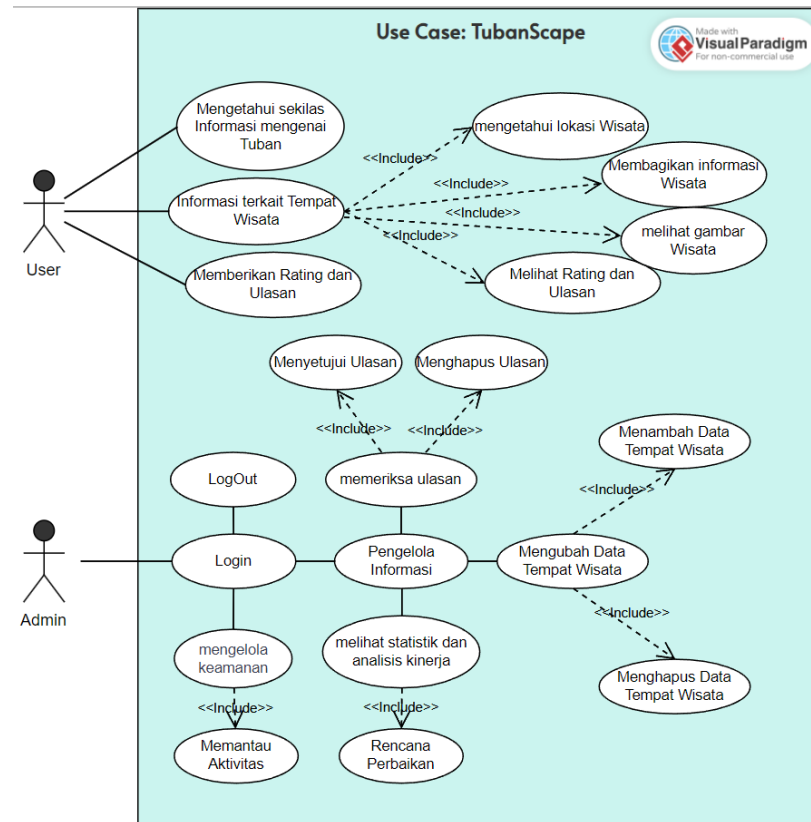 Use Case: TubanScape
Made with
VisualParadigm
For non-commercial use
Mengetahui sekilas
Informasi mengenai
Tuban
mengetahui lokasi Wisata
<<Include>>
Membagikan informasi
Wisata
<<Include>>
User
Informasi terkait Tempat
Wisata
<<Include>>
melihat gambar
Wisata
<<Include>>
Memberikan Rating dan
Ulasan
Melihat Rating dan
Ulasan
Menyetujui Ulasan
Menghapus Ulasan
<<Include>>
<<Include>>
Menambah Data
Tempat Wisata
LogOut
memeriksa ulasan
<<Include>>
Admin
Login
Pengelola
Informasi
Mengubah Data
Tempat Wisata
<<Include>>
mengelola
keamanan
melihat statistik dan
analisis kinerja
Menghapus Data
Tempat Wisata
<<Include>>
<<Include>>
Memantau
Aktivitas
Rencana
Perbaikan